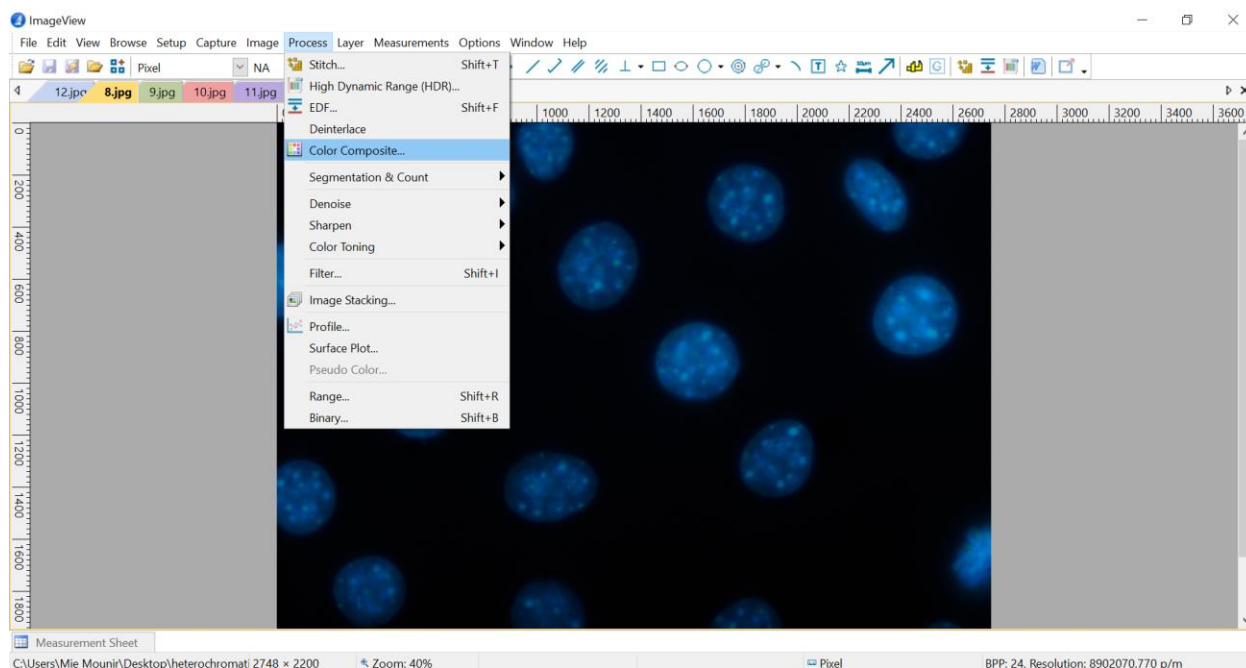 ImageView
File Edit View Browse Setup Capture Image Process Layer Measurements Options Window Help
Pixel NA
12.jpg 8.jpg 9.jpg 10.jpg 11.jpg
Stitch... Shift+T
High Dynamic Range (HDR)...
EDF... Shift+F
Deinterlace
Color Composite...
Segmentation & Count
Denoise
Sharpen
Color Toning
Filter... Shift+I
Image Stacking...
Profile...
Surface Plot...
Pseudo Color...
Range... Shift+R
Binary... Shift+B
1000 1200 1400 1600 1800 2000 2200 2400 2600 2800 3000 3200 3400 3600
0
200
400
600
800
1000
1200
1400
1600
1800
Measurement Sheet
C:\Users\Mie Mounir\Desktop\heterochromati 2748 × 2200 Zoom: 40% Pixel BPP: 24, Resolution: 8902070.770 p/m